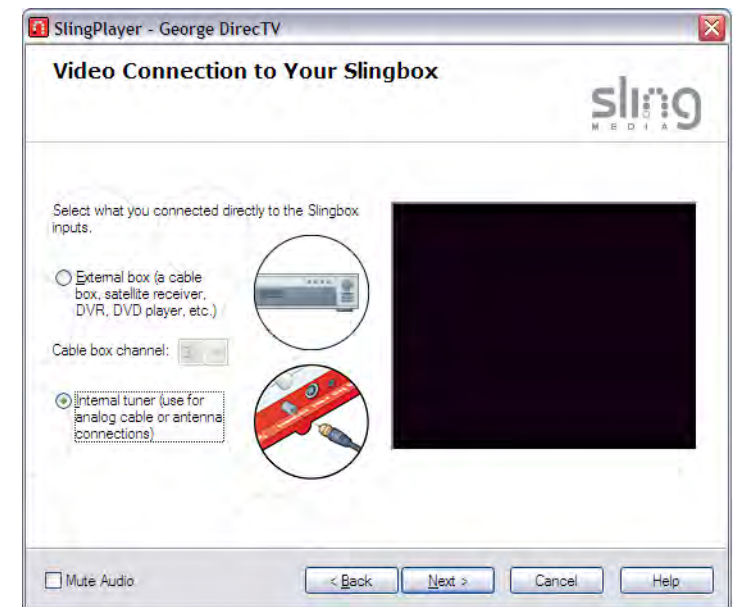 SlingPlayer - George DirecTV
Video Connection to Your Slingbox
sling
MEDIA
Select what you connected directly to the Slingbox
inputs.
External box (a cable
box, satellite receiver,
DVR, DVD player, etc.)
Cable box channel:
Internal tuner (use for
analog cable or antenna
connections)
Mute Audio
< Back
Next >
Cancel
Help